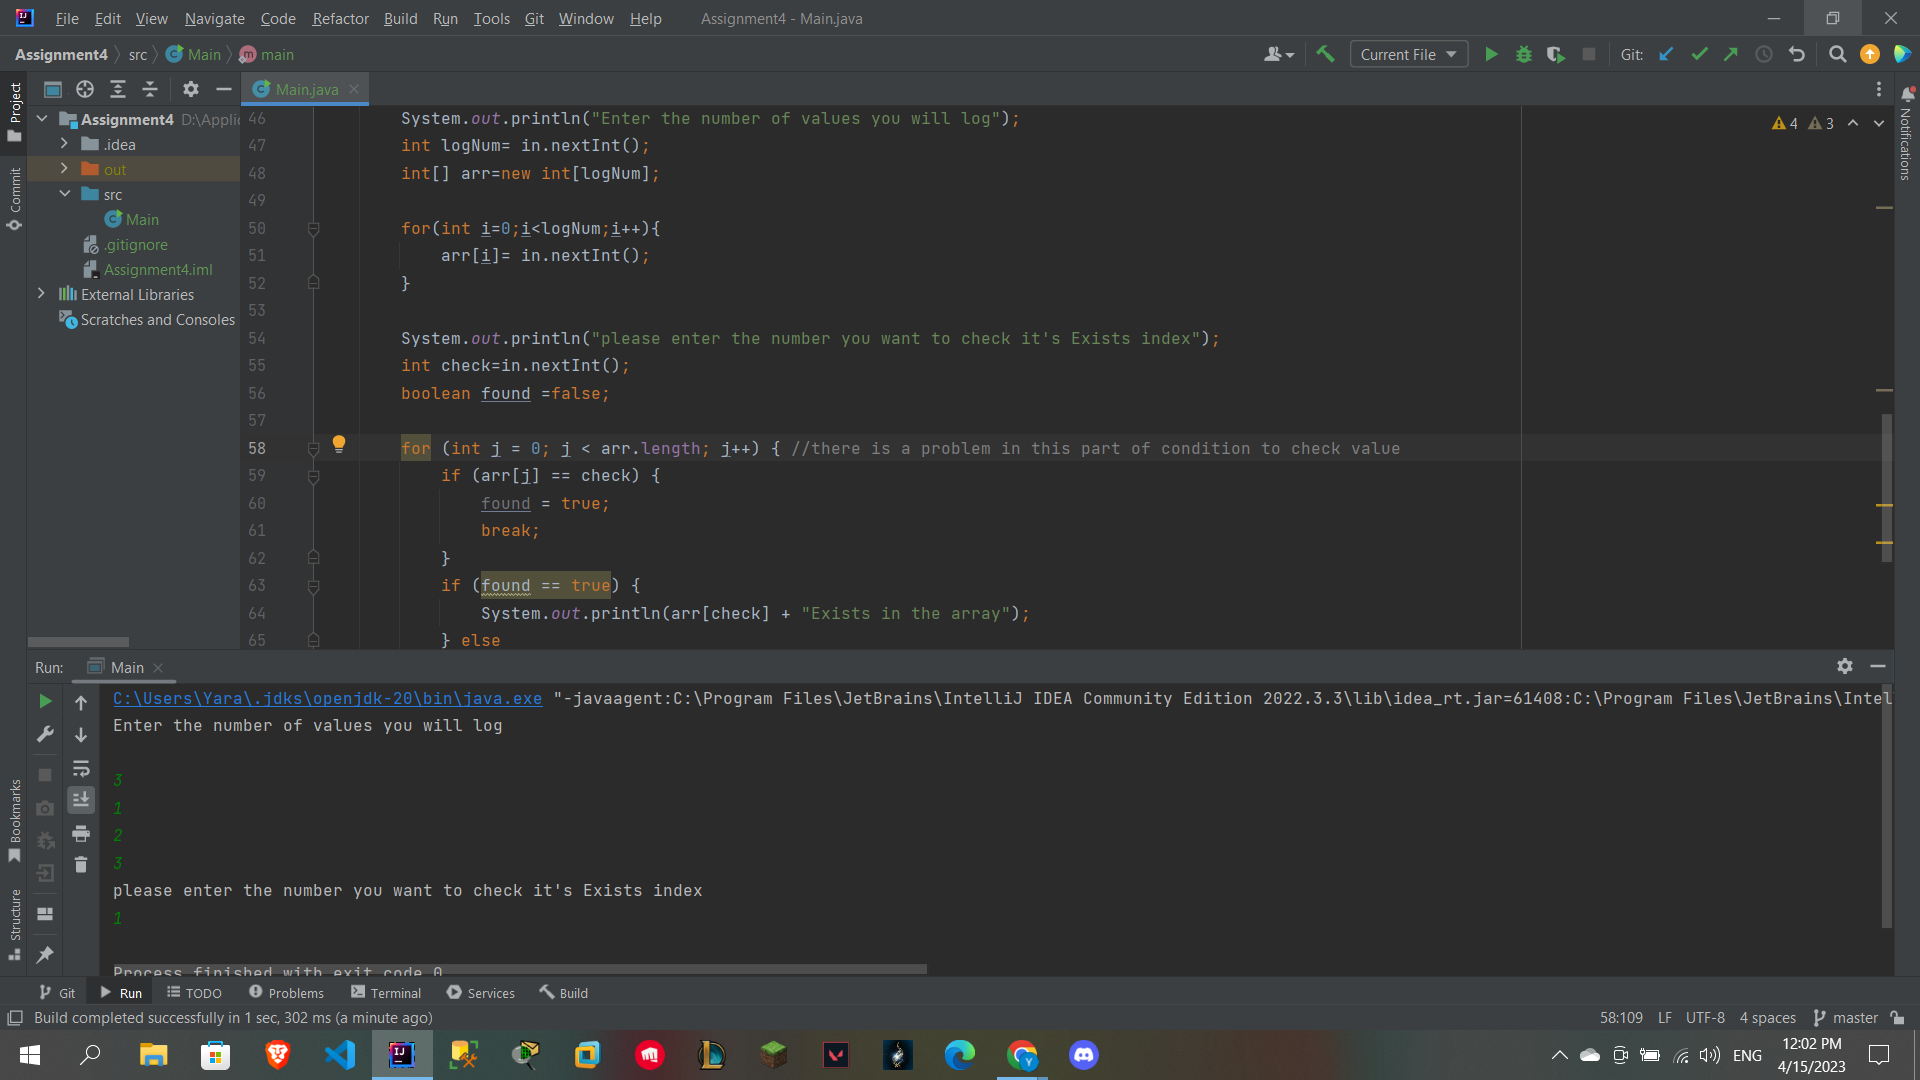 File Edit View Navigate Code Refactor Build Run Tools Git Window Help Assignment4 - Main.java
Assignment4 src Main main Current File Git:
Project
Commit
Bookmarks
Structure
Notifications
Assignment4 D:\Applic
.idea
out
src
Main
.gitignore
Assignment4.iml
External Libraries
Scratches and Consoles
Main.java
4 3
46 System.out.println("Enter the number of values you will log");
47 int logNum= in.nextInt();
48 int[] arr=new int[logNum];
49
50 for(int i=0;i<logNum;i++){
51 arr[i]= in.nextInt();
52 }
53
54 System.out.println("please enter the number you want to check it's Exists index");
55 int check=in.nextInt();
56 boolean found =false;
57
58 for (int j = 0; j < arr.length; j++) { //there is a problem in this part of condition to check value
59 if (arr[j] == check) {
60 found = true;
61 break;
62 }
63 if (found == true) {
64 System.out.println(arr[check] + "Exists in the array");
65 } else
Run: Main
C:\Users\Yara\.jdks\openjdk-20\bin\java.exe "-javaagent:C:\Program Files\JetBrains\IntelliJ IDEA Community Edition 2022.3.3\lib\idea_rt.jar=61408:C:\Program Files\JetBrains\Intel
Enter the number of values you will log
3
1
2
3
please enter the number you want to check it's Exists index
1
Process finished with exit code 0
Git Run TODO Problems Terminal Services Build
Build completed successfully in 1 sec, 302 ms (a minute ago) 58:109 LF UTF-8 4 spaces master
ENG
12:02 PM
4/15/2023